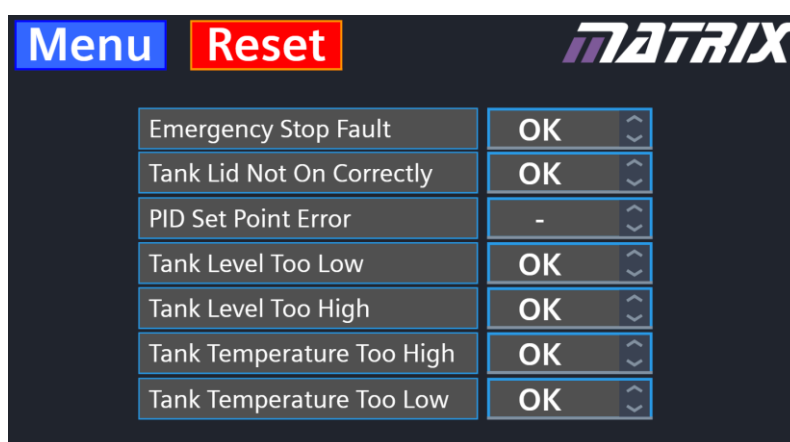 Menu Reset MATRIX
Emergency Stop Fault OK
Tank Lid Not On Correctly OK
PID Set Point Error -
Tank Level Too Low OK
Tank Level Too High OK
Tank Temperature Too High OK
Tank Temperature Too Low OK